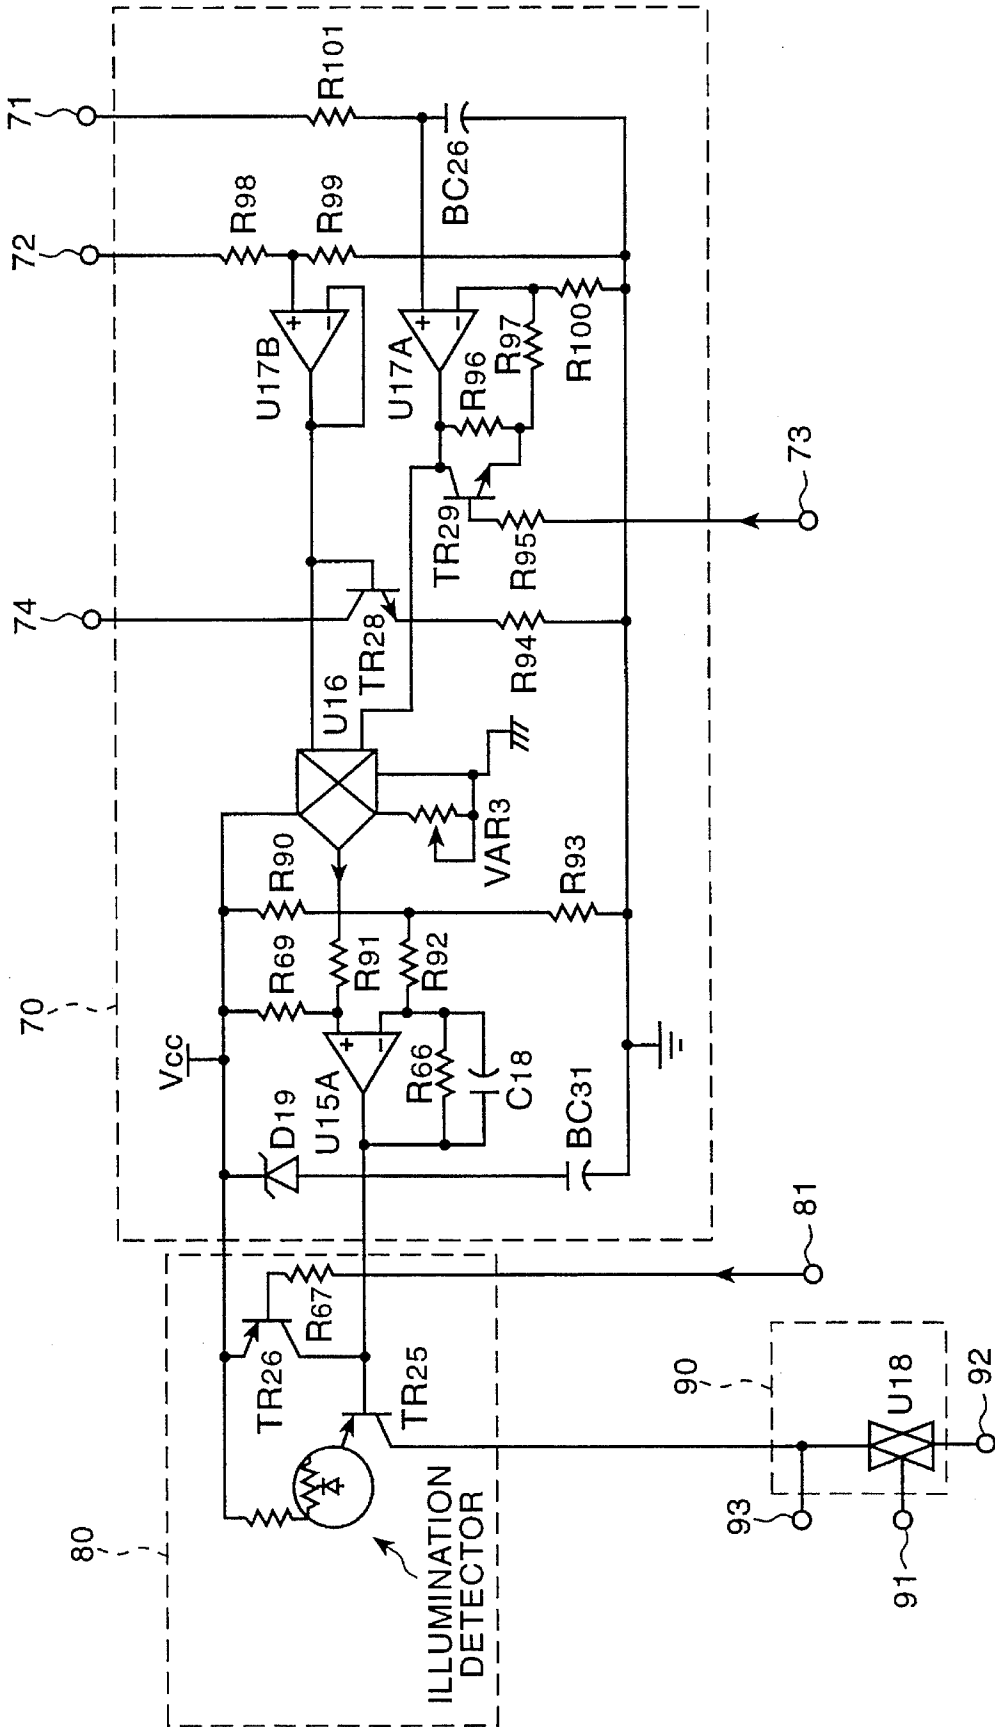 80
ILLUMINATION
DETECTOR
TR26
TR25
R67
81
93
91
90
U18
92
70
Vcc
D19
U15A
R66
C18
BC31
R69
R91
R92
R90
R93
VAR3
U16
74
TR28
R94
TR29
R95
73
U17B
U17A
R96
R97
R100
72
R98
R99
71
R101
BC26
+
−
+
−
+
−